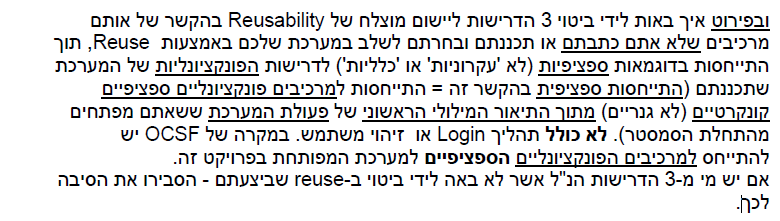 ובפירוט איך באות לידי ביטוי 3 הדרישות ליישום מוצלח של Reusability בהקשר של אותם
מרכיבים שלא אתם כתבתם או תכננתם ובחרתם לשלב במערכת שלכם באמצעות Reuse, תוך
התייחסות בדוגמאות ספציפיות (לא 'עקרוניות' או 'כלליות') לדרישות הפונקציונליות של המערכת
שתכננתם (התייחסות ספציפית בהקשר זה = התייחסות למרכיבים פונקציונליים ספציפיים
קונקרטיים (לא גנריים) מתוך התיאור המילולי הראשוני של פעולת המערכת ששאתם מפתחים
מהתחלת הסמסטר). לא כולל תהליך Login או זיהוי משתמש. במקרה של OCSF יש
להתייחס למרכיבים הפונקציונליים הספציפיים למערכת המפותחת בפרויקט זה.
אם יש מי מ-3 הדרישות הנ"ל אשר לא באה לידי ביטוי ב-reuse שביצעתם - הסבירו את הסיבה
לכך.